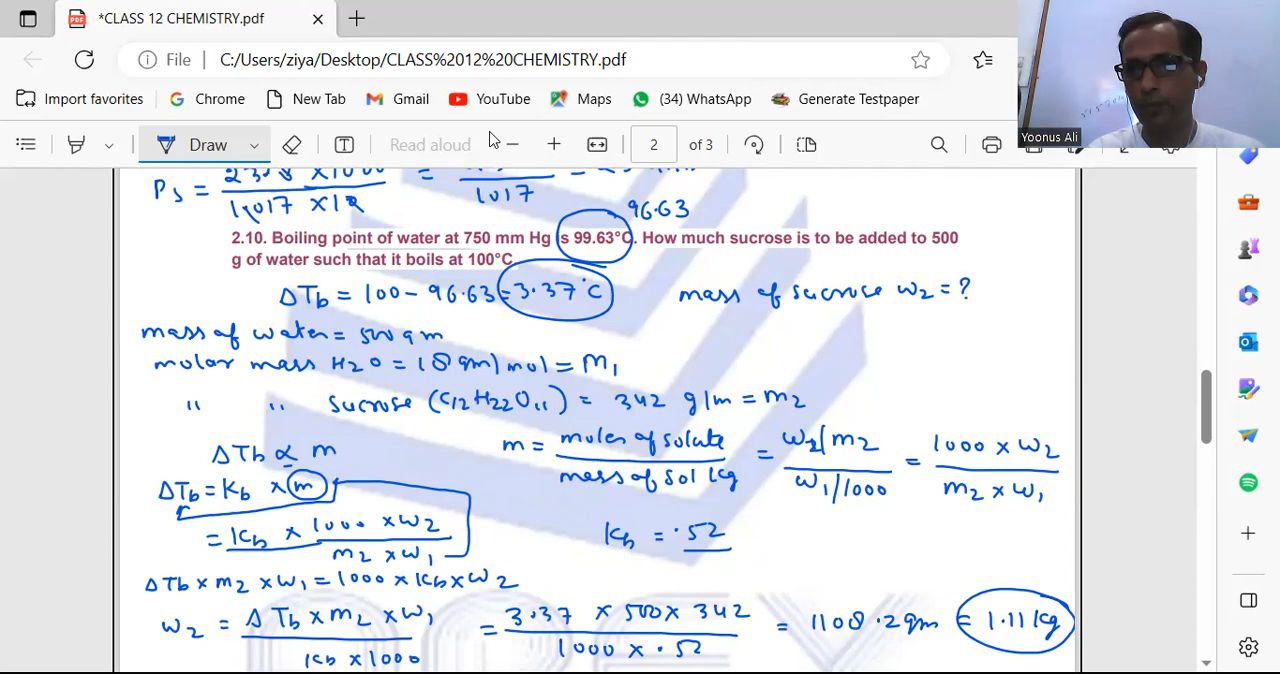 *CLASS 12 CHEMISTRY.pdf
File C:/Users/ziya/Desktop/CLASS%2012%20CHEMISTRY.pdf
Import favorites Chrome New Tab Gmail YouTube Maps (34) WhatsApp Generate Testpaper
Yoonus Ali
Draw Read aloud 2 of 3
Ps =
1017
96.63
2.10. Boiling point of water at 750 mm Hg is 99.63°C. How much sucrose is to be added to 500
g of water such that it boils at 100°C.
ΔTb = 100 - 96.63 = 3.37°C mass of sucrose w2 = ?
mass of water = 500 gm
molar mass H2O = 18 gm/mol = M1
" " sucrose (C12H22O11) = 342 g/m = m2
ΔTb ∝ m m = moles of solute / mass of sol kg = w2/m2 / w1/1000 = 1000 × w2 / m2 × w1
ΔTb = Kb × m
= Kb × 1000 × w2 / m2 × w1 Kb = .52
ΔTb × m2 × w1 = 1000 × Kb × w2
w2 = ΔTb × m2 × w1 / Kb × 1000 = 3.37 × 500 × 342 / 1000 × .52 = 1108.2 gm = 1.11 kg